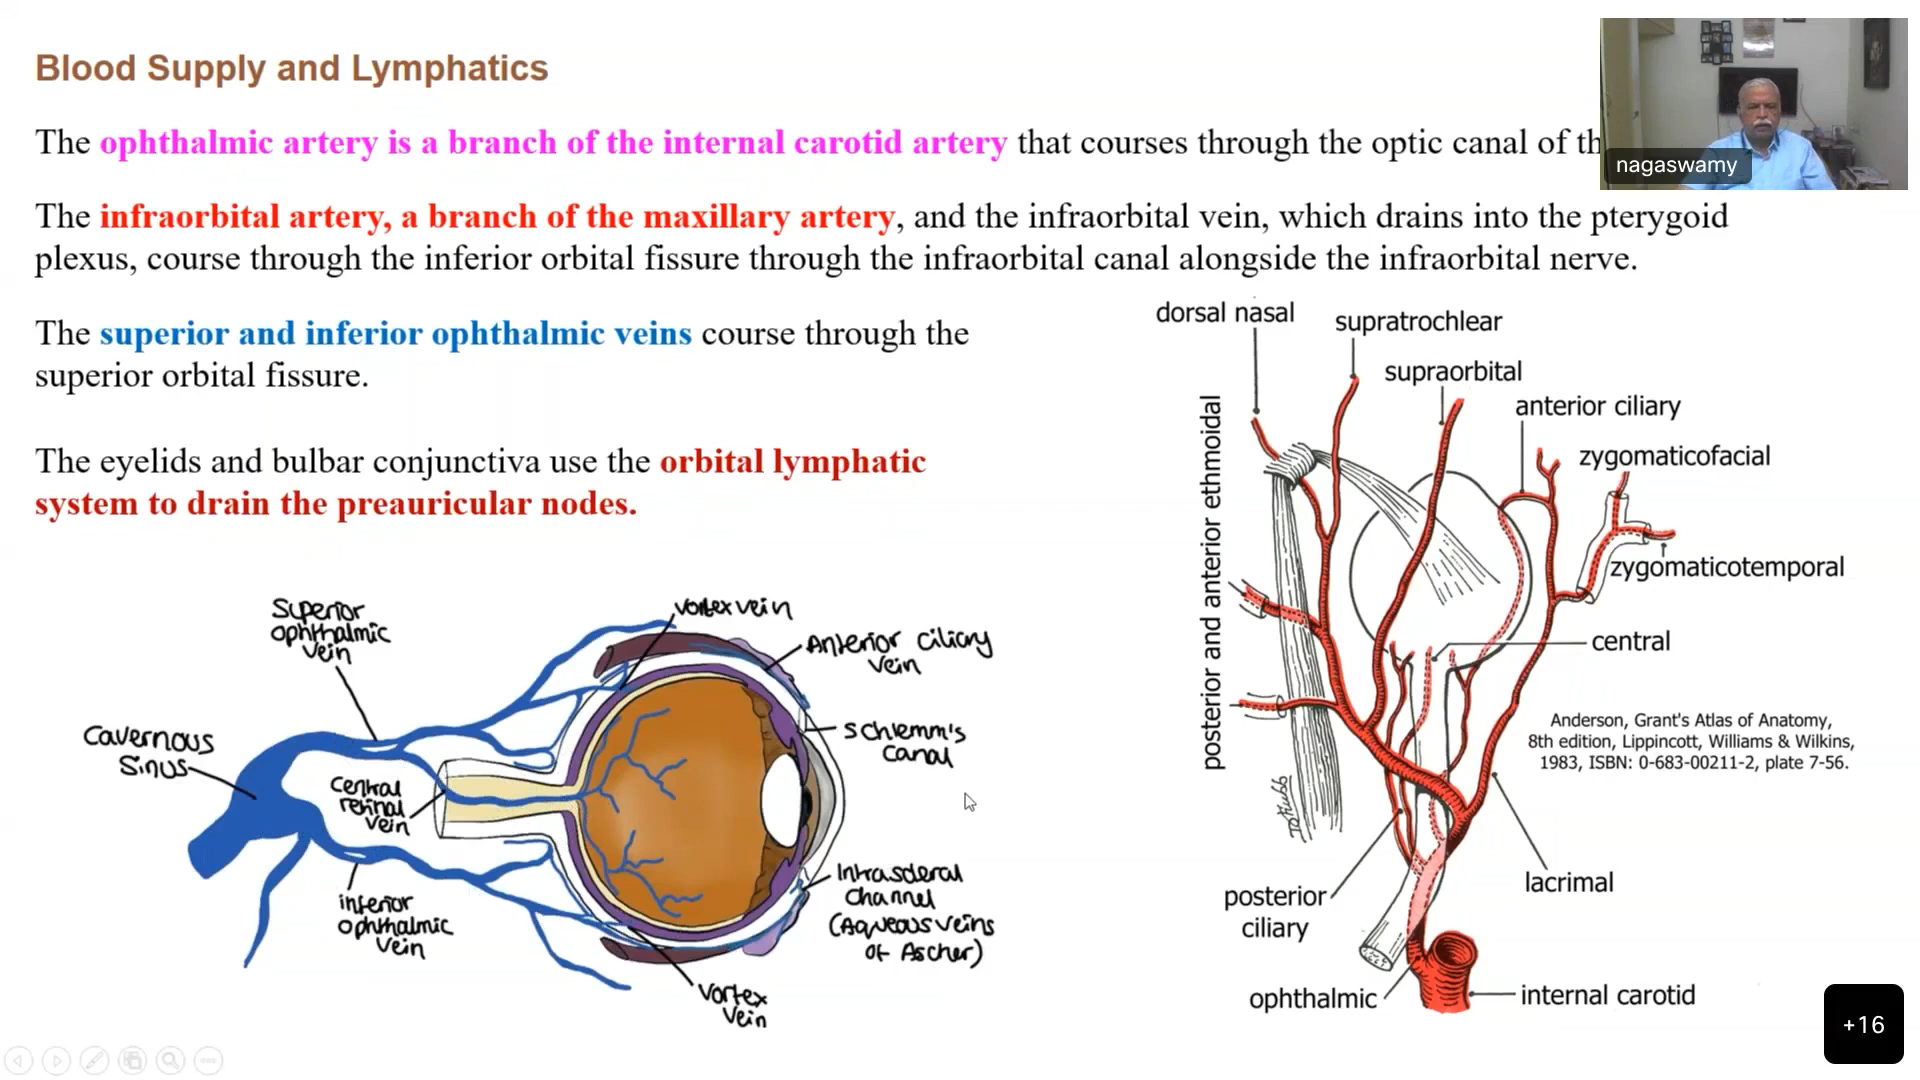 Blood Supply and Lymphatics
The ophthalmic artery is a branch of the internal carotid artery that courses through the optic canal of th
nagaswamy
The infraorbital artery, a branch of the maxillary artery, and the infraorbital vein, which drains into the pterygoid
plexus, course through the inferior orbital fissure through the infraorbital canal alongside the infraorbital nerve.
The superior and inferior ophthalmic veins course through the
superior orbital fissure.
The eyelids and bulbar conjunctiva use the orbital lymphatic
system to drain the preauricular nodes.
Superior
ophthalmic
vein
vortex vein
Anterior ciliary
vein
Cavernous
Sinus
central
retinal
vein
schlemm's
canal
inferior
ophthalmic
vein
Intrascleral
channel
(Aqueous veins
of Ascher)
vortex
vein
dorsal nasal
supratrochlear
supraorbital
anterior ciliary
zygomaticofacial
zygomaticotemporal
posterior and anterior ethmoidal
central
Anderson, Grant's Atlas of Anatomy,
8th edition, Lippincott, Williams & Wilkins,
1983, ISBN: 0-683-00211-2, plate 7-56.
lacrimal
posterior
ciliary
ophthalmic
internal carotid
+16